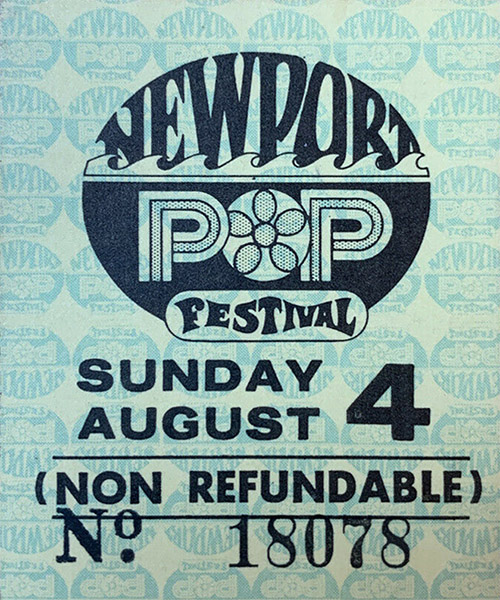 NEWPORT
POP
FESTIVAL
SUNDAY
AUGUST 4
(NON REFUNDABLE)
No. 18078